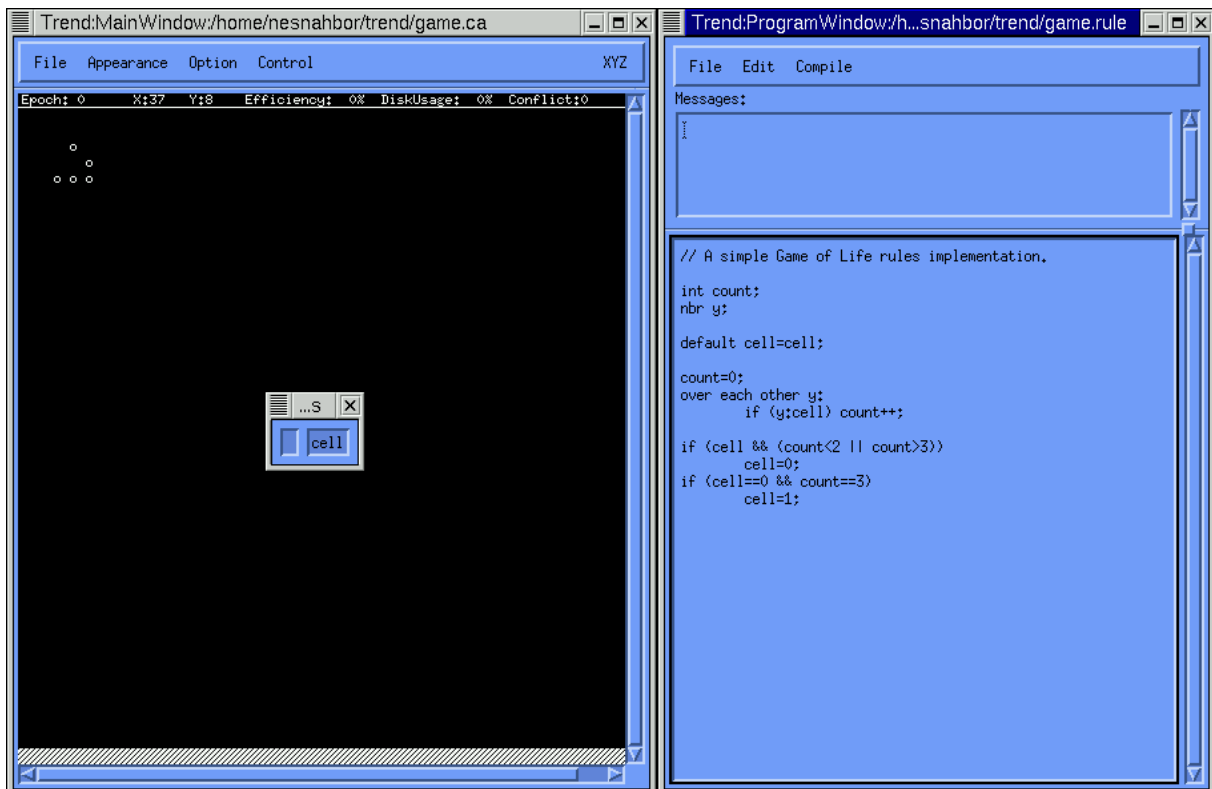 Trend:MainWindow:/home/nesnahbor/trend/game.ca
File Appearance Option Control XYZ
Epoch: 0 X:37 Y:8 Efficiency: 0% DiskUsage: 0% Conflict:0
...s
cell
Trend:ProgramWindow:/h...snahbor/trend/game.rule
File Edit Compile
Messages:
// A simple Game of Life rules implementation.
int count;
nbr y;
default cell=cell;
count=0;
over each other y:
if (y:cell) count++;
if (cell && (count<2 || count>3))
cell=0;
if (cell==0 && count==3)
cell=1;